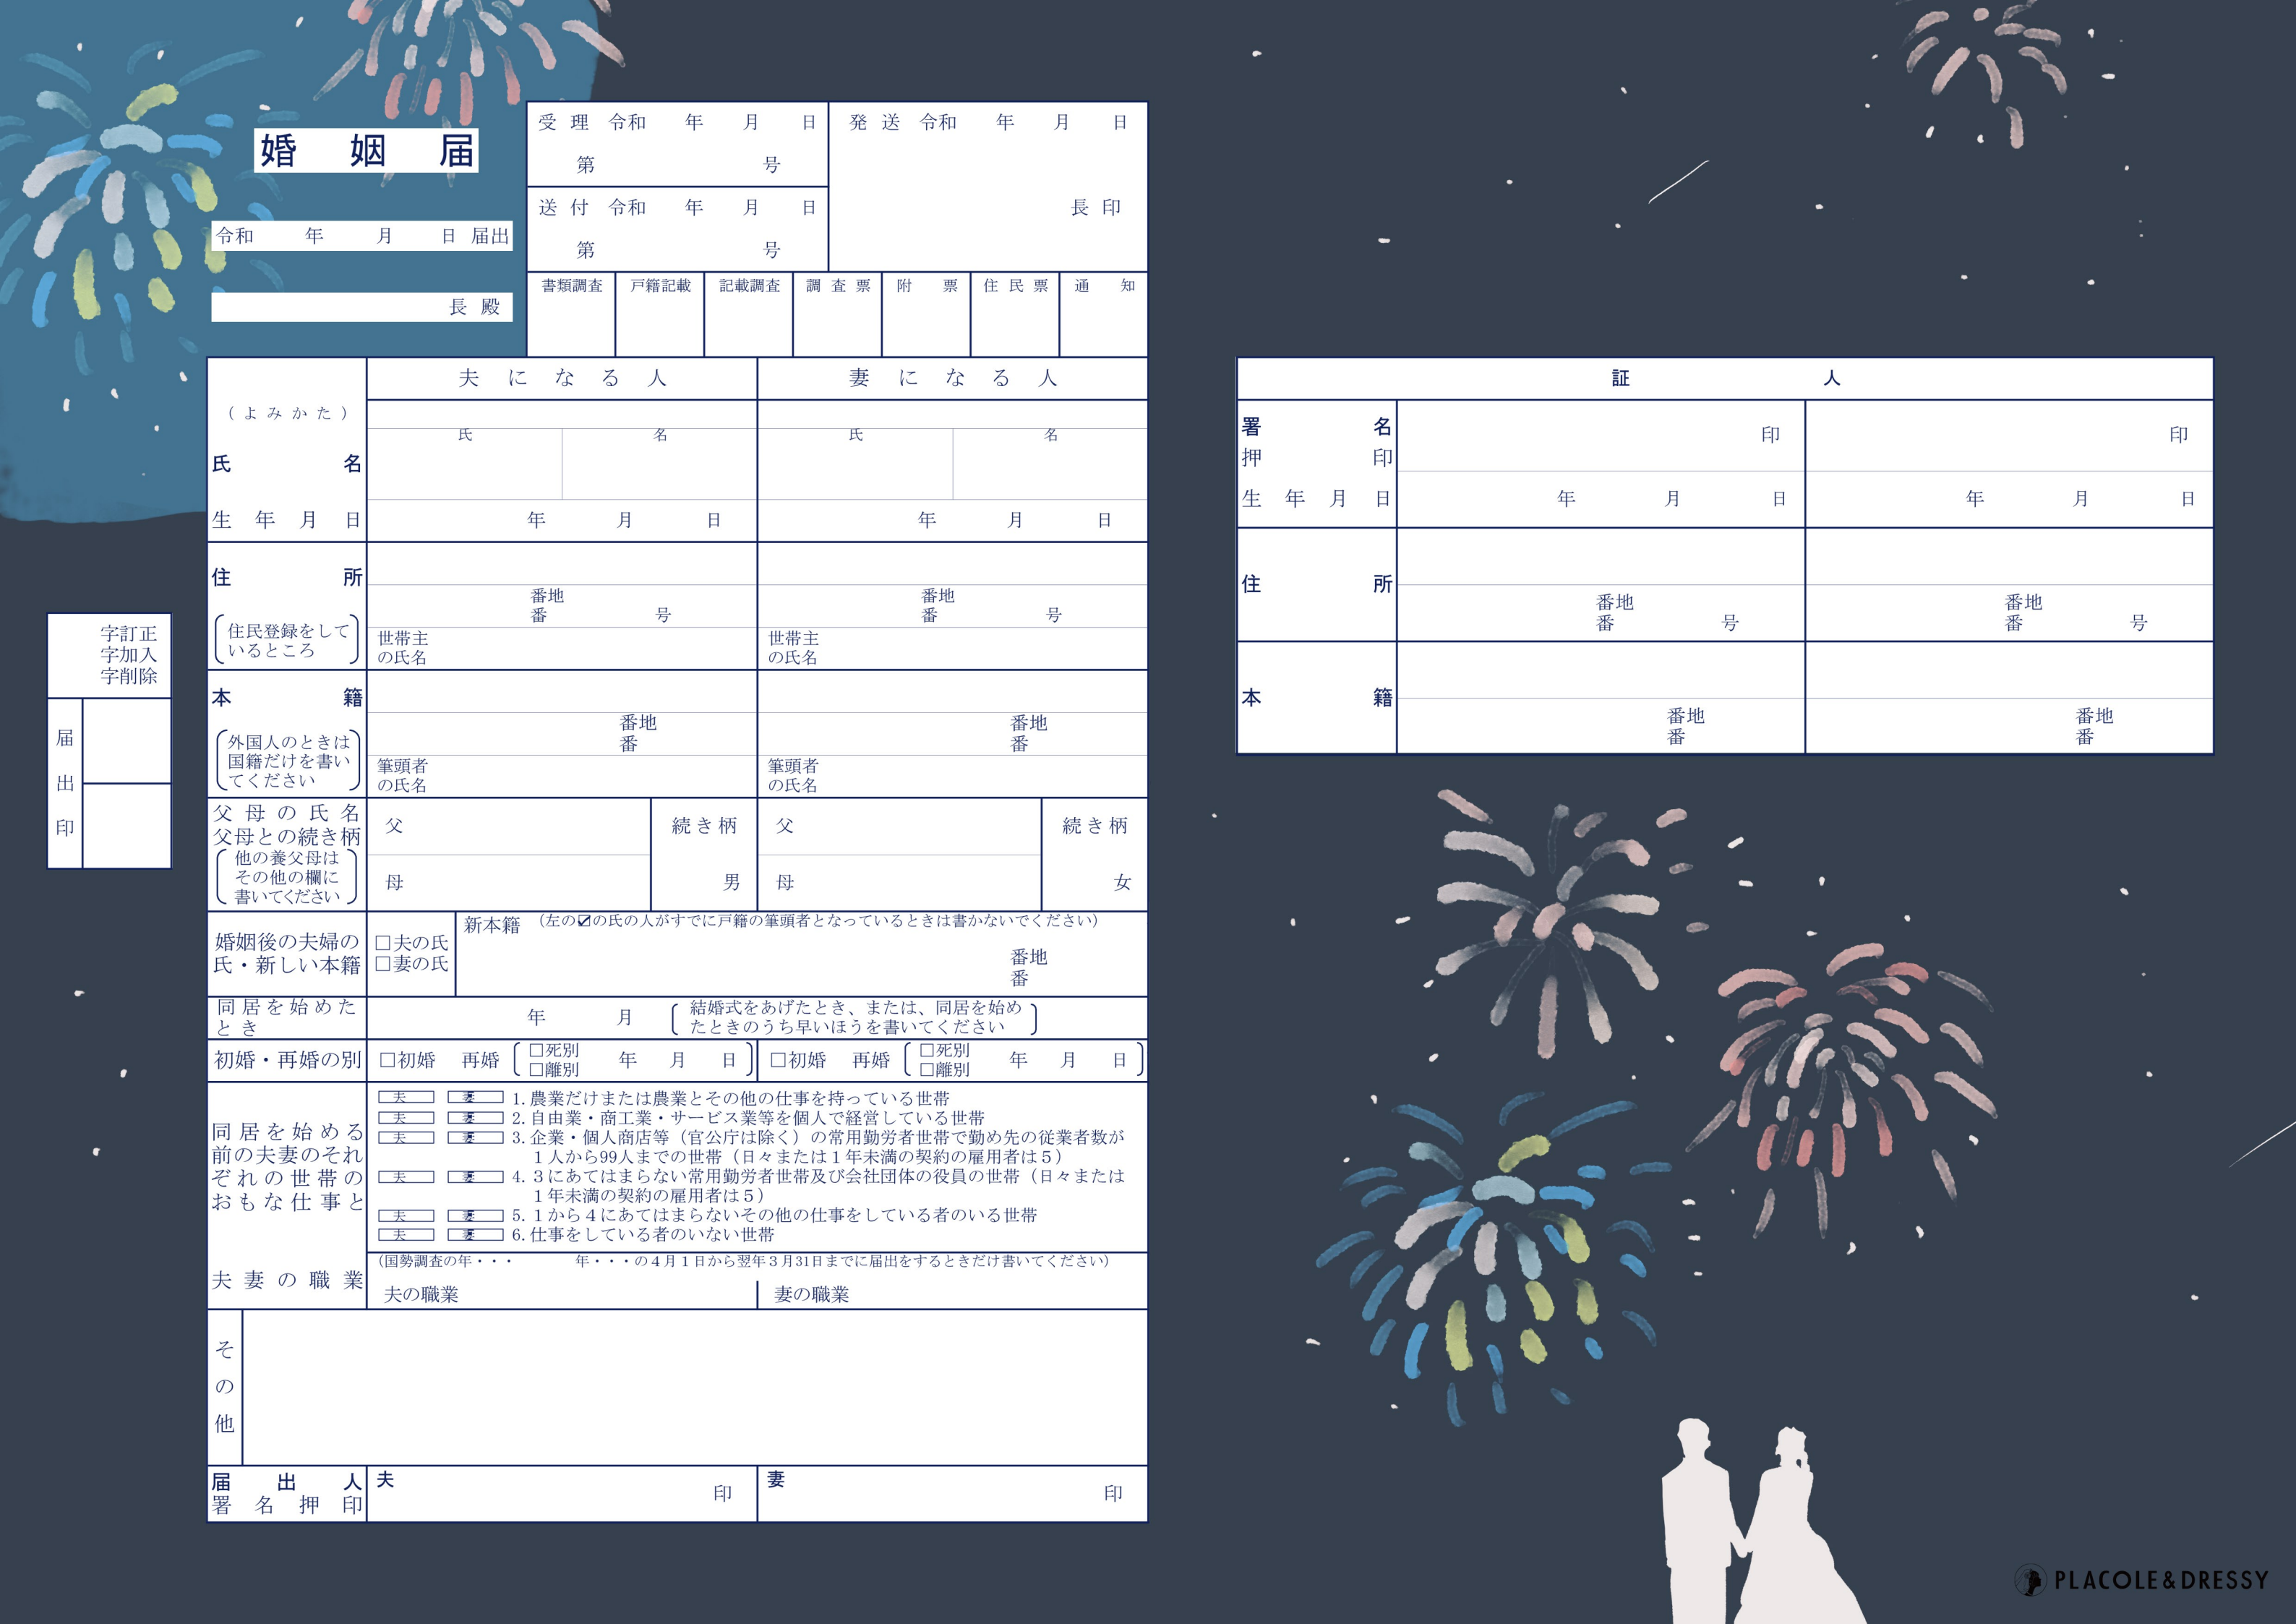 婚姻届
令和 年 月 日 届出
長 殿
受理 令和 年 月 日
第 号
送付 令和 年 月 日
第 号
発送 令和 年 月 日
長印
書類調査 戸籍記載 記載調査 調査票 附票 住民票 通知
夫になる人 妻になる人
（よみかた）
氏名
氏 名 氏 名
生年月日
年 月 日 年 月 日
住所
（住民登録をして
いるところ）
番地 番地
番 号 番 号
世帯主 世帯主
の氏名 の氏名
本籍
（外国人のときは
国籍だけを書い
てください）
番地 番地
番 番
筆頭者 筆頭者
の氏名 の氏名
父母の氏名
父母との続き柄
（他の養父母は
その他の欄に
書いてください）
父 続き柄 父 続き柄
母 男 母 女
婚姻後の夫婦の
氏・新しい本籍
□夫の氏
□妻の氏
新本籍 （左の☑の氏の人がすでに戸籍の筆頭者となっているときは書かないでください）
番地
番
同居を始めた
とき
年 月
（結婚式をあげたとき、または、同居を始め
たときのうち早いほうを書いてください）
初婚・再婚の別
□初婚 再婚 （□死別 年 月 日） □初婚 再婚 （□死別 年 月 日）
□離別 □離別
同居を始める
前の夫妻のそれ
ぞれの世帯の
おもな仕事と
夫 妻 1.農業だけまたは農業とその他の仕事を持っている世帯
夫 妻 2.自由業・商工業・サービス業等を個人で経営している世帯
夫 妻 3.企業・個人商店等（官公庁は除く）の常用勤労者世帯で勤め先の従業者数が
１人から99人までの世帯（日々または１年未満の契約の雇用者は５）
夫 妻 4.３にあてはまらない常用勤労者世帯及び会社団体の役員の世帯（日々または
１年未満の契約の雇用者は５）
夫 妻 5.１から４にあてはまらないその他の仕事をしている者のいる世帯
夫 妻 6.仕事をしている者のいない世帯
夫妻の職業
（国勢調査の年・・・ 年・・・の４月１日から翌年３月31日までに届出をするときだけ書いてください）
夫の職業 妻の職業
その他
届出人
署名押印
夫 印 妻 印
字訂正
字加入
字削除
届出印
証人
署名
押印
印 印
生年月日
年 月 日 年 月 日
住所
番地 番地
番 号 番 号
本籍
番地 番地
番 番
PLACOLE&DRESSY